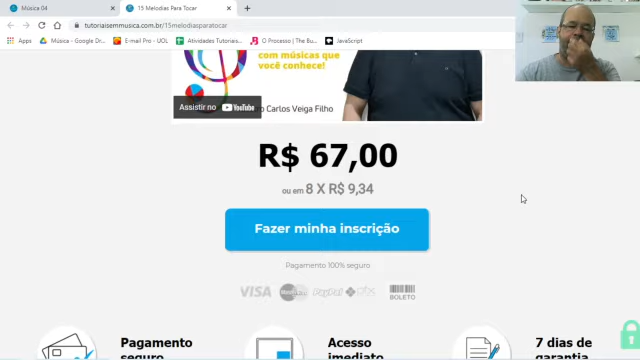 Música 04
15 Melodias Para Tocar
tutoriaisemmusica.com.br/15melodiasparatocar
Apps
Música - Google Dr...
E-mail Pro - UOL
Atividades Tutoriais...
O Processo | The Bu...
JavaScript
com músicas que
você conhece!
Assistir no YouTube
o Carlos Veiga Filho
R$ 67,00
ou em 8 X R$ 9,34
Fazer minha inscrição
Pagamento 100% seguro
VISA
PayPal
pix
BOLETO
Pagamento
seguro
Acesso
imediato
7 dias de
garantia